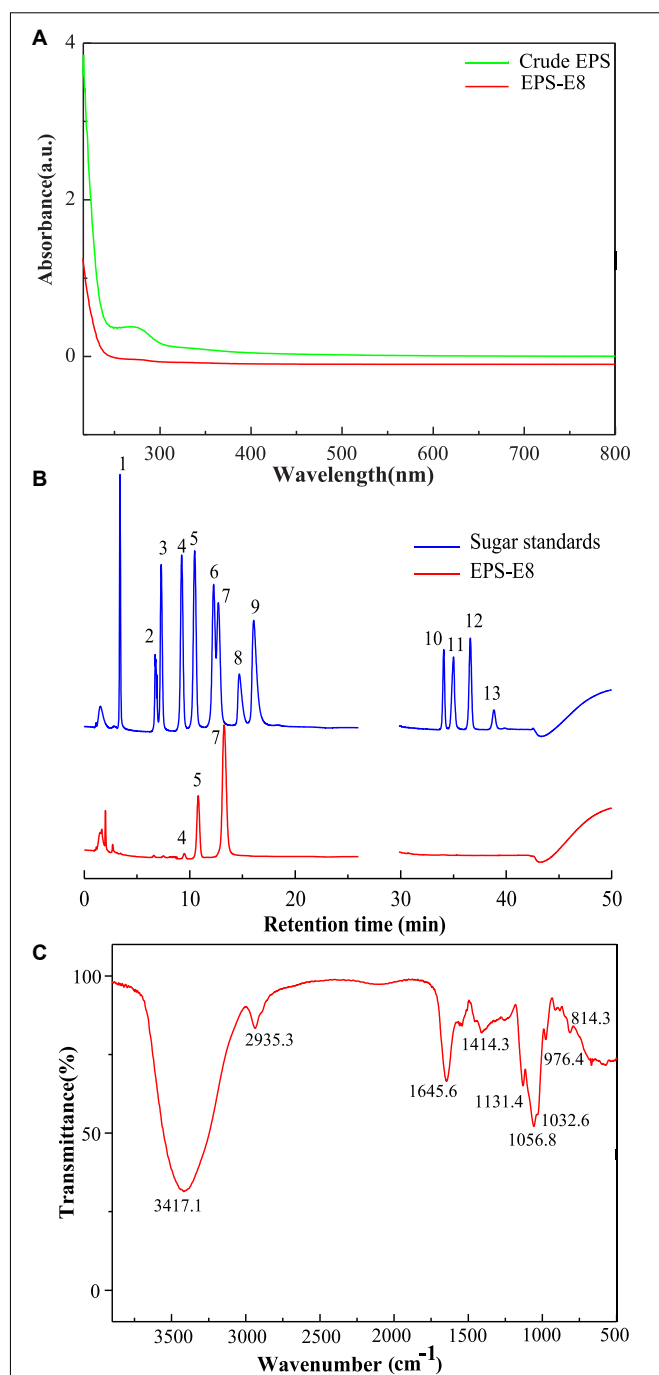 A
4
2
0
Absorbance(a.u.)
Crude EPS
EPS-E8
300 400 500 600 700 800
Wavelength(nm)
B
1
2
3
4
5
6
7
8
9
10
11
12
13
Sugar standards
EPS-E8
4
5
7
0 10 20 30 40 50
Retention time (min)
C
100
50
0
Transmittance(%)
3417.1
2935.3
1645.6
1414.3
1131.4
1056.8
1032.6
976.4
814.3
3500 3000 2500 2000 1500 1000 500
Wavenumber (cm-1)